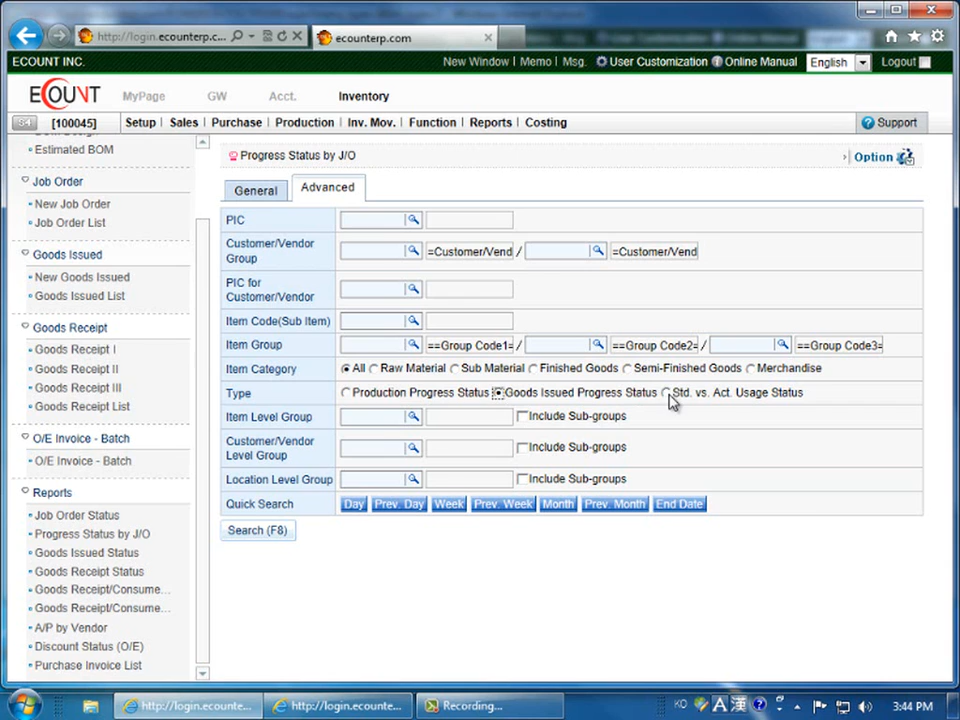 http://login.ecounterp.c...
ecounterp.com
ECOUNT INC.
New Window | Memo | Msg. User Customization Online Manual English Logout
ECOUNT MyPage GW Acct. Inventory
[100045] Setup | Sales | Purchase | Production | Inv. Mov. | Function | Reports | Costing Support
Estimated BOM
Job Order
New Job Order
Job Order List
Goods Issued
New Goods Issued
Goods Issued List
Goods Receipt
Goods Receipt I
Goods Receipt II
Goods Receipt III
Goods Receipt List
O/E Invoice - Batch
O/E Invoice - Batch
Reports
Job Order Status
Progress Status by J/O
Goods Issued Status
Goods Receipt Status
Goods Receipt/Consume...
Goods Receipt/Consume...
A/P by Vendor
Discount Status (O/E)
Purchase Invoice List
Progress Status by J/O Option
General Advanced
PIC
Customer/Vendor
Group
=Customer/Vend / =Customer/Vend
PIC for
Customer/Vendor
Item Code(Sub Item)
Item Group ==Group Code1= / ==Group Code2= / ==Group Code3=
Item Category All Raw Material Sub Material Finished Goods Semi-Finished Goods Merchandise
Type Production Progress Status Goods Issued Progress Status Std. vs. Act. Usage Status
Item Level Group Include Sub-groups
Customer/Vendor
Level Group
Include Sub-groups
Location Level Group Include Sub-groups
Quick Search Day Prev. Day Week Prev. Week Month Prev. Month End Date
Search (F8)
http://login.ecounte... http://login.ecounte... Recording... KO A 漢 3:44 PM